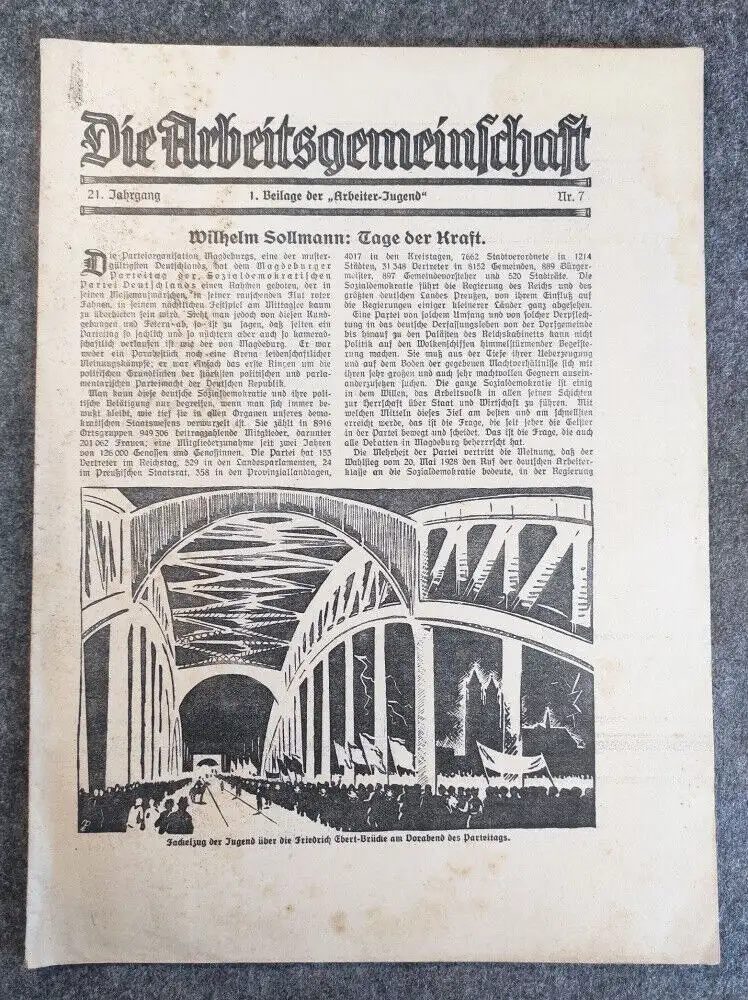 Die Arbeitsgemeinschaft
21. Jahrgang
1. Beilage der „Arbeiter-Jugend“
Nr. 7
Wilhelm Sollmann: Tage der Kraft.
Die Parteiorganisation Magdeburgs, eine der muster-
gültigsten Deutschlands, hat dem Magdeburger
Parteitag der Sozialdemokratischen
Partei Deutschlands einen Rahmen geboten, der in
seinen Massenaufmärschen, in seiner rauschenden Flut roter
Fahnen, in seinem nächtlichen Festspiel am Mittagsee kaum
zu überbieten sein wird. Sieht man jedoch von diesen Kund-
gebungen und Feiern ab, so ist zu sagen, daß selten ein
Parteitag so sachlich und so nüchtern aber auch so kamerad-
schaftlich verlaufen ist wie der von Magdeburg. Er war
weder ein Paradestück noch eine Arena leidenschaftlicher
Meinungskämpfe; er war einfach das erste Ringen um die
politischen Grundlinien der stärksten politischen und parla-
mentarischen Parteimacht der Deutschen Republik.
Man kann diese deutsche Sozialdemokratie und ihre poli-
tische Betätigung nur begreifen, wenn man sich immer be-
wußt bleibt, wie tief sie in allen Organen unseres demo-
kratischen Staatswesens verwurzelt ist. Sie zählt in 8916
Ortsgruppen 949 306 beitragzahlende Mitglieder, darunter
201 062 Frauen; eine Mitgliederzunahme seit zwei Jahren
von 126 000 Genossen und Genossinnen. Die Partei hat 153
Vertreter im Reichstag, 529 in den Landesparlamenten, 24
im Preußischen Staatsrat, 358 in den Provinziallandtagen,
4017 in den Kreistagen, 7662 Stadtverordnete in 1214
Städten, 31 348 Vertreter in 8152 Gemeinden, 889 Bürger-
meister, 897 Gemeindevorsteher und 520 Stadträte. Die
Sozialdemokratie führt die Regierung des Reichs und des
größten deutschen Landes Preußen, von ihrem Einfluß auf
die Regierungen einiger kleinerer Länder ganz abgesehen.
Eine Partei von solchem Umfang und von solcher Verpflech-
tung in das deutsche Verfassungsleben von der Dorfgemeinde
bis hinauf zu den Palästen des Reichskabinetts kann nicht
Politik auf den Wolkenschiffen himmelstürmender Begeiste-
rung machen. Sie muß aus der Tiefe ihrer Ueberzeugung
und auf dem Boden der gegebenen Machtverhältnisse sich mit
ihren sehr großen und auch sehr machtvollen Gegnern ausein-
anderzusetzen suchen. Die ganze Sozialdemokratie ist einig
in dem Willen, das Arbeitsvolk in allen seinen Schichten
zur Herrschaft über Staat und Wirtschaft zu führen. Mit
welchen Mitteln dieses Ziel am besten und am schnellsten
erreicht werde, das ist die Frage, die seit jeher die Geister
in der Partei bewegt und scheidet. Das ist die Frage, die auch
alle Debatten in Magdeburg beherrscht hat.
Die Mehrheit der Partei vertritt die Meinung, daß der
Wahlsieg vom 20. Mai 1928 den Ruf der deutschen Arbeiter-
klasse an die Sozialdemokratie bedeute, in der Regierung
Fackelzug der Jugend über die Friedrich Ebert-Brücke am Vorabend des Parteitags.